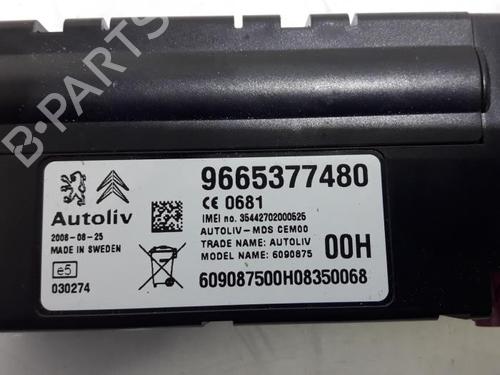 B-PARTS
9665377480
CE 0681
Autoliv
IMEI no. 35442702000525
2008-08-25
AUTOLIV-MDS CEM00
MADE IN SWEDEN
TRADE NAME: AUTOLIV
00H
MODEL NAME: 6090875
e5
030274
609087500H08350068